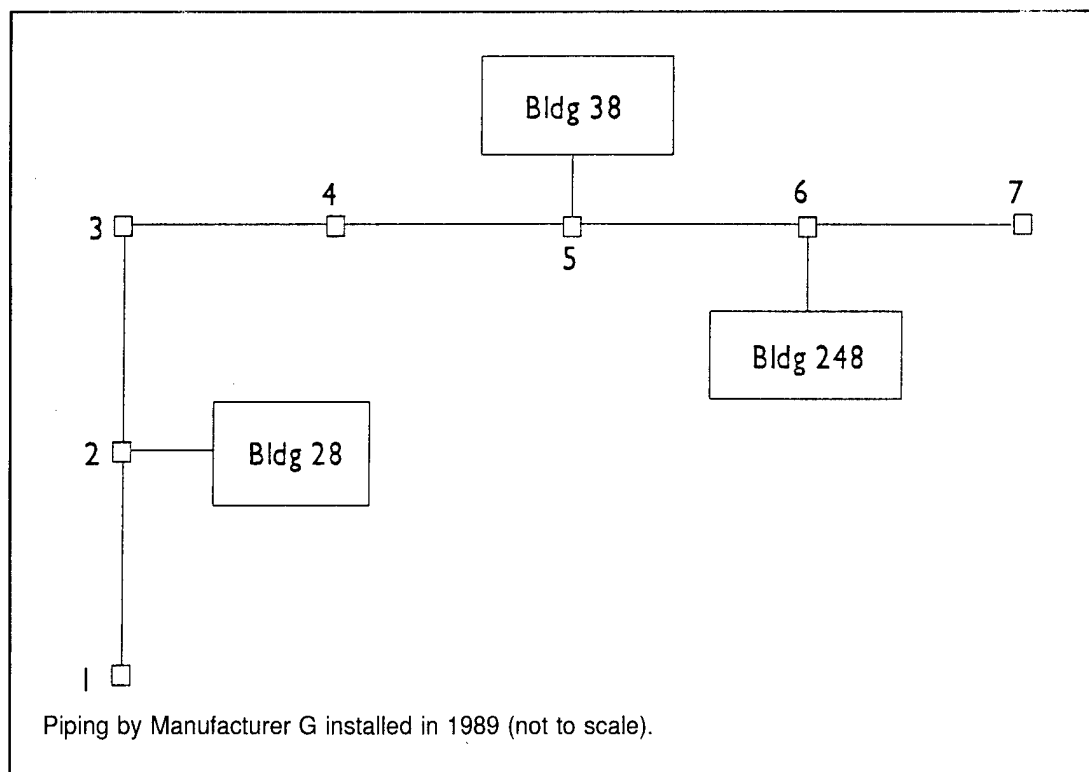 Bldg 38
4
6
7
3
5
Bldg 248
2
Bldg 28
1
Piping by Manufacturer G installed in 1989 (not to scale).